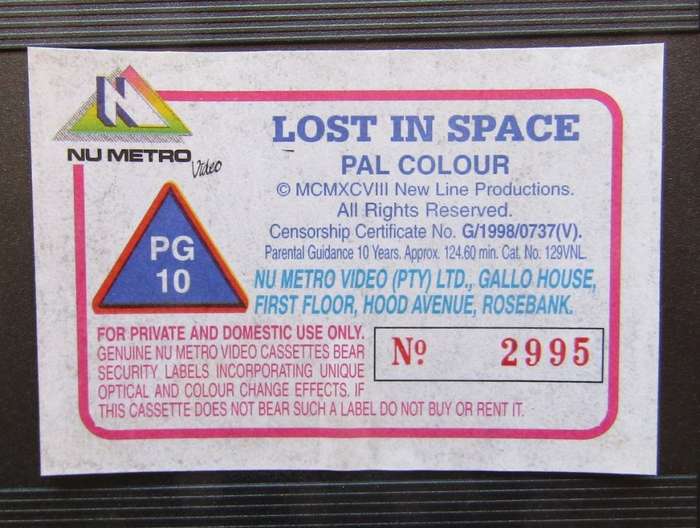 N
NU METRO
Video
LOST IN SPACE
PAL COLOUR
© MCMXCVIII New Line Productions.
All Rights Reserved.
Censorship Certificate No. G/1998/0737(V).
Parental Guidance 10 Years. Approx. 124.60 min. Cat. No. 129VNL.
PG
10
NU METRO VIDEO (PTY) LTD., GALLO HOUSE,
FIRST FLOOR, HOOD AVENUE, ROSEBANK.
FOR PRIVATE AND DOMESTIC USE ONLY.
GENUINE NU METRO VIDEO CASSETTES BEAR
SECURITY LABELS INCORPORATING UNIQUE
OPTICAL AND COLOUR CHANGE EFFECTS. IF
THIS CASSETTE DOES NOT BEAR SUCH A LABEL DO NOT BUY OR RENT IT.
Nº 2995